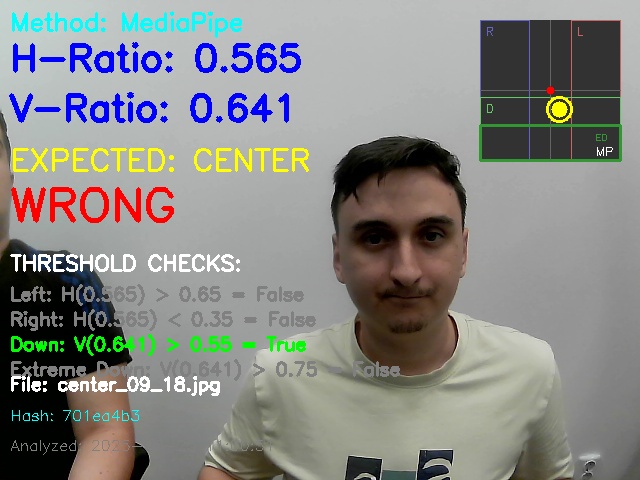 Method: MediaPipe
H-Ratio: 0.565
V-Ratio: 0.641
EXPECTED: CENTER
WRONG
THRESHOLD CHECKS:
Left: H(0.565) > 0.65 = False
Right: H(0.565) < 0.35 = False
Down: V(0.641) > 0.55 = True
Extreme Down: V(0.641) > 0.75 = False
File: center_09_18.jpg
Hash: 701ea4b3
Analyzed:
R
L
D
ED
MP